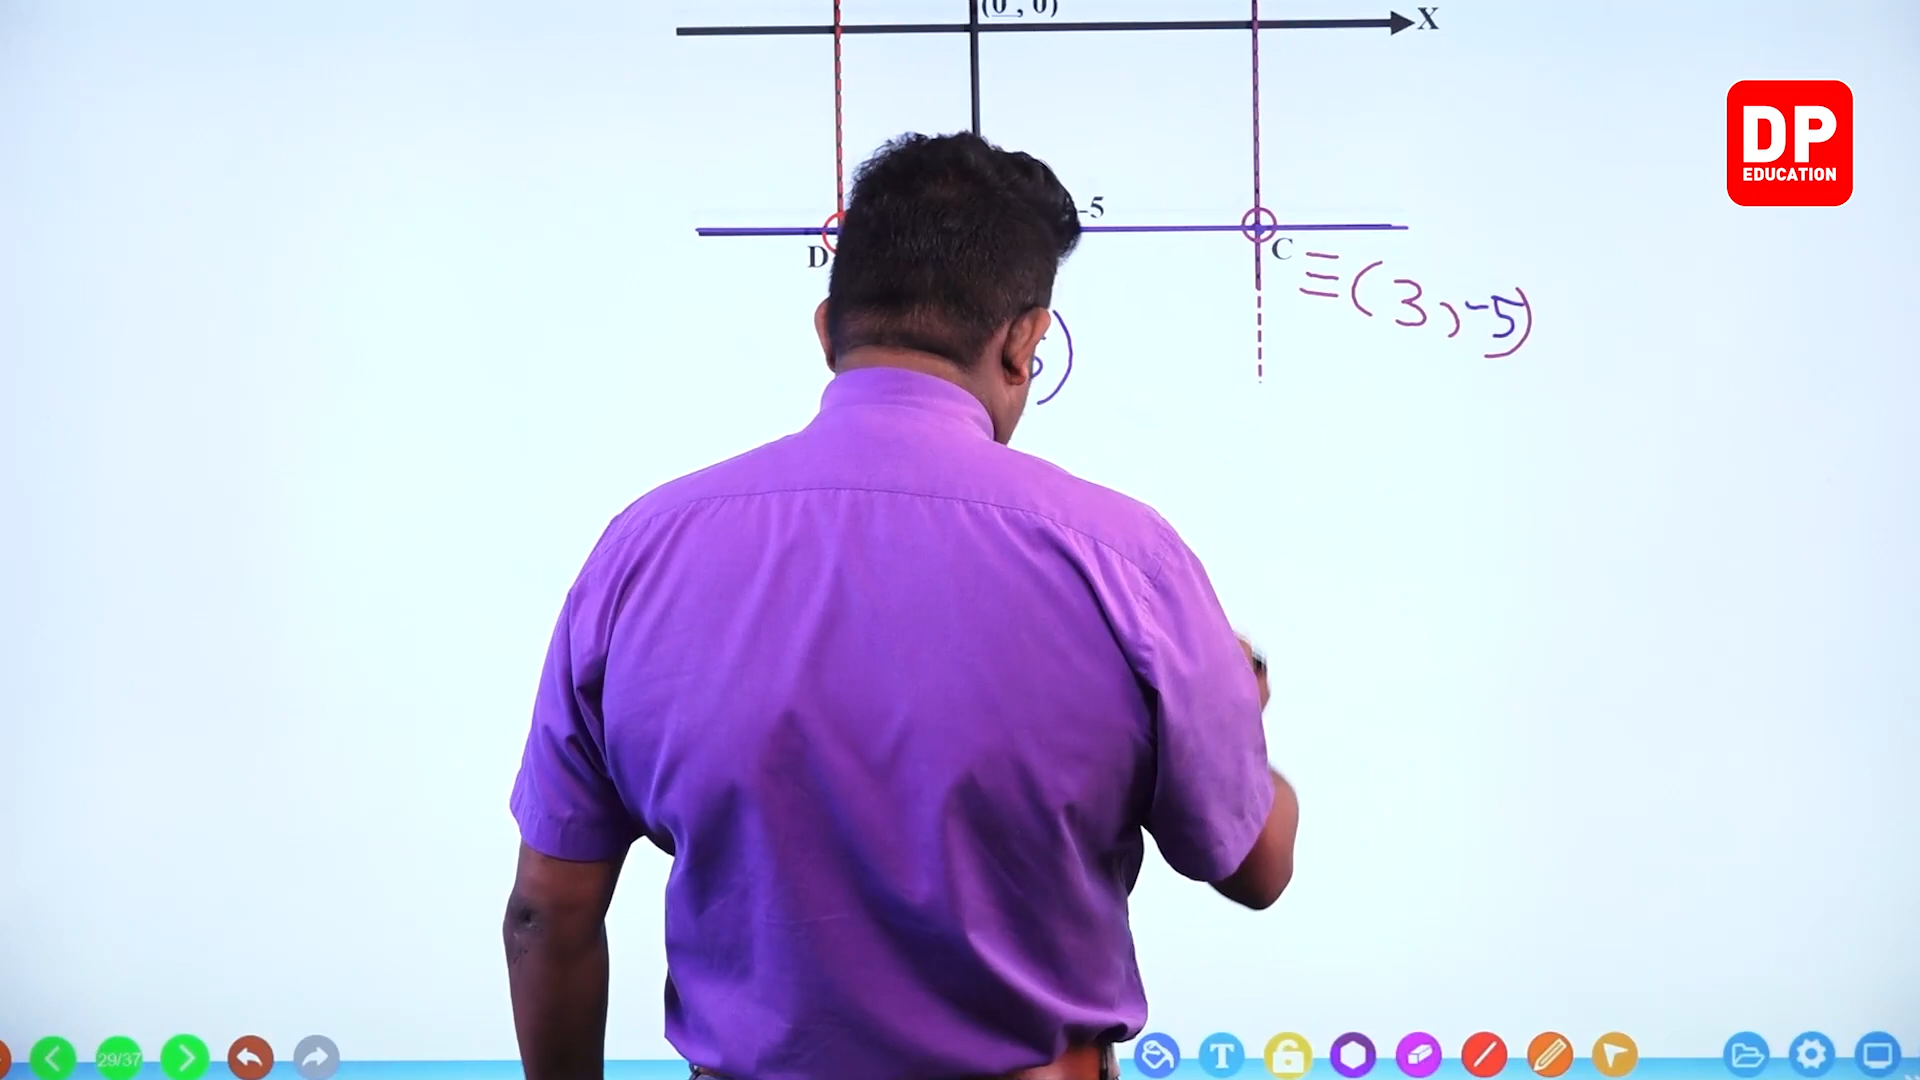 (0 , 0)
X
DP
EDUCATION
-5
D
C ≡ (3, -5)
)
29/37
T